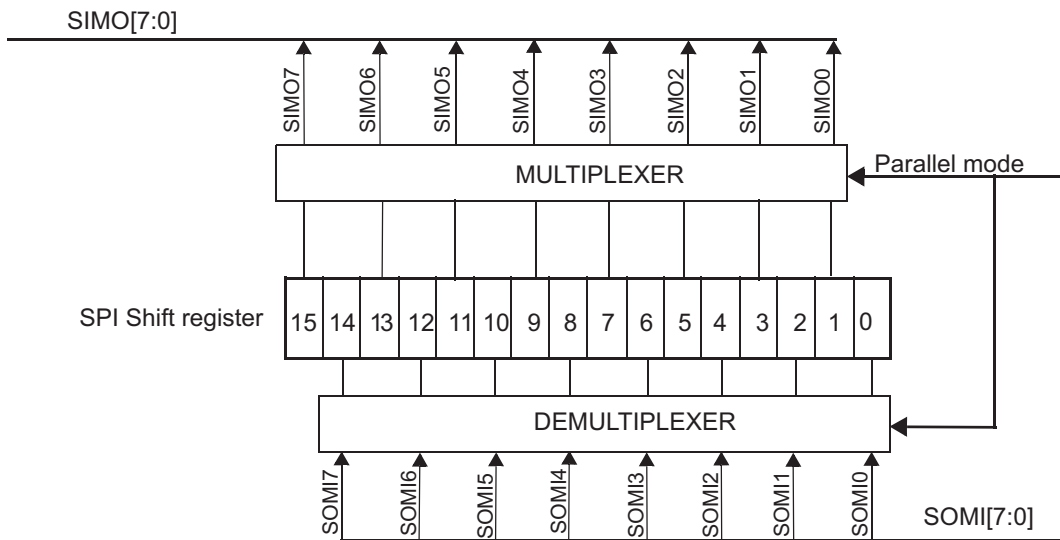 SIMO[7:0]
SIMO7
SIMO6
SIMO5
SIMO4
SIMO3
SIMO2
SIMO1
SIMO0
MULTIPLEXER
Parallel mode
SPI Shift register
15 14 13 12 11 10 9 8 7 6 5 4 3 2 1 0
DEMULTIPLEXER
SOMI7
SOMI6
SOMI5
SOMI4
SOMI3
SOMI2
SOMI1
SOMI0
SOMI[7:0]